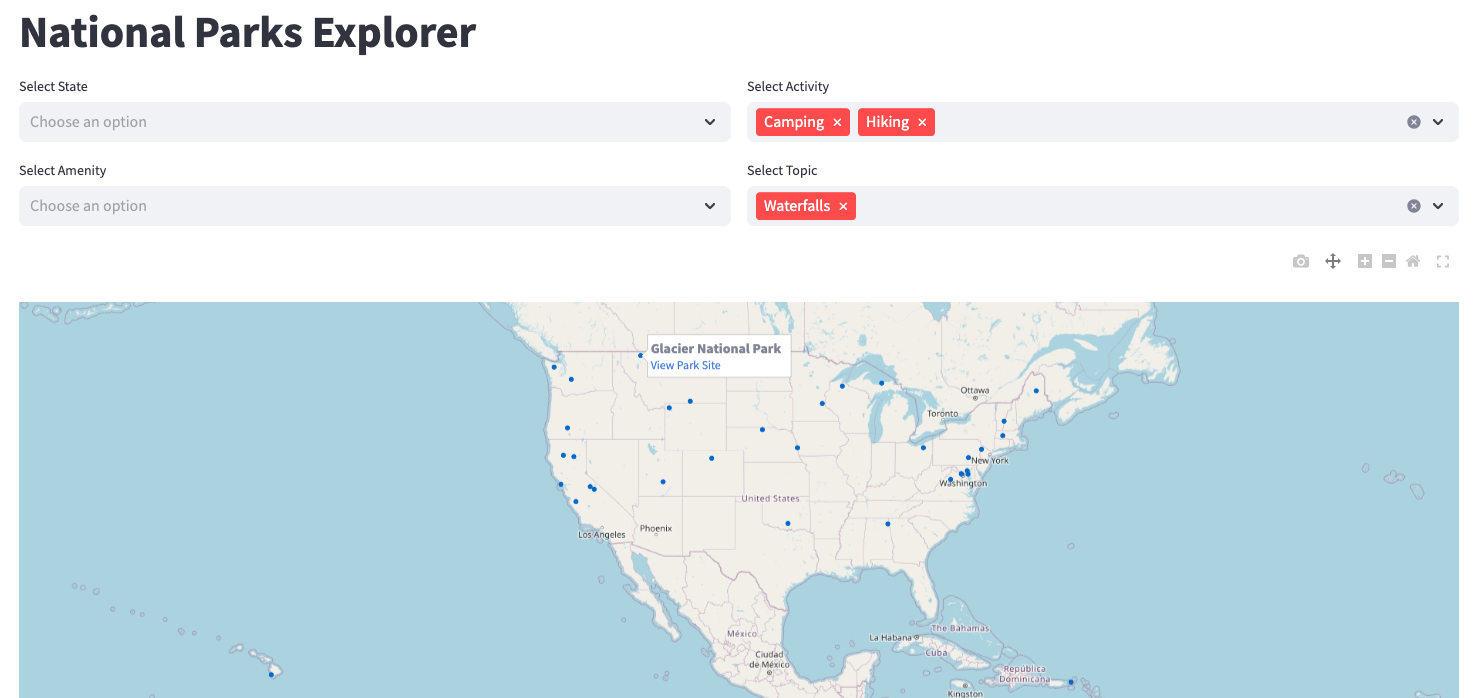 National Parks Explorer
Select State
Choose an option
Select Activity
Camping
Hiking
Select Amenity
Choose an option
Select Topic
Waterfalls
Glacier National Park
View Park Site
Ottawa
Toronto
New York
Washington
United States
Los Angeles
Phoenix
México
Ciudad
de México
La Habana
The Bahamas
Cuba
República
Dominicana
Kingston